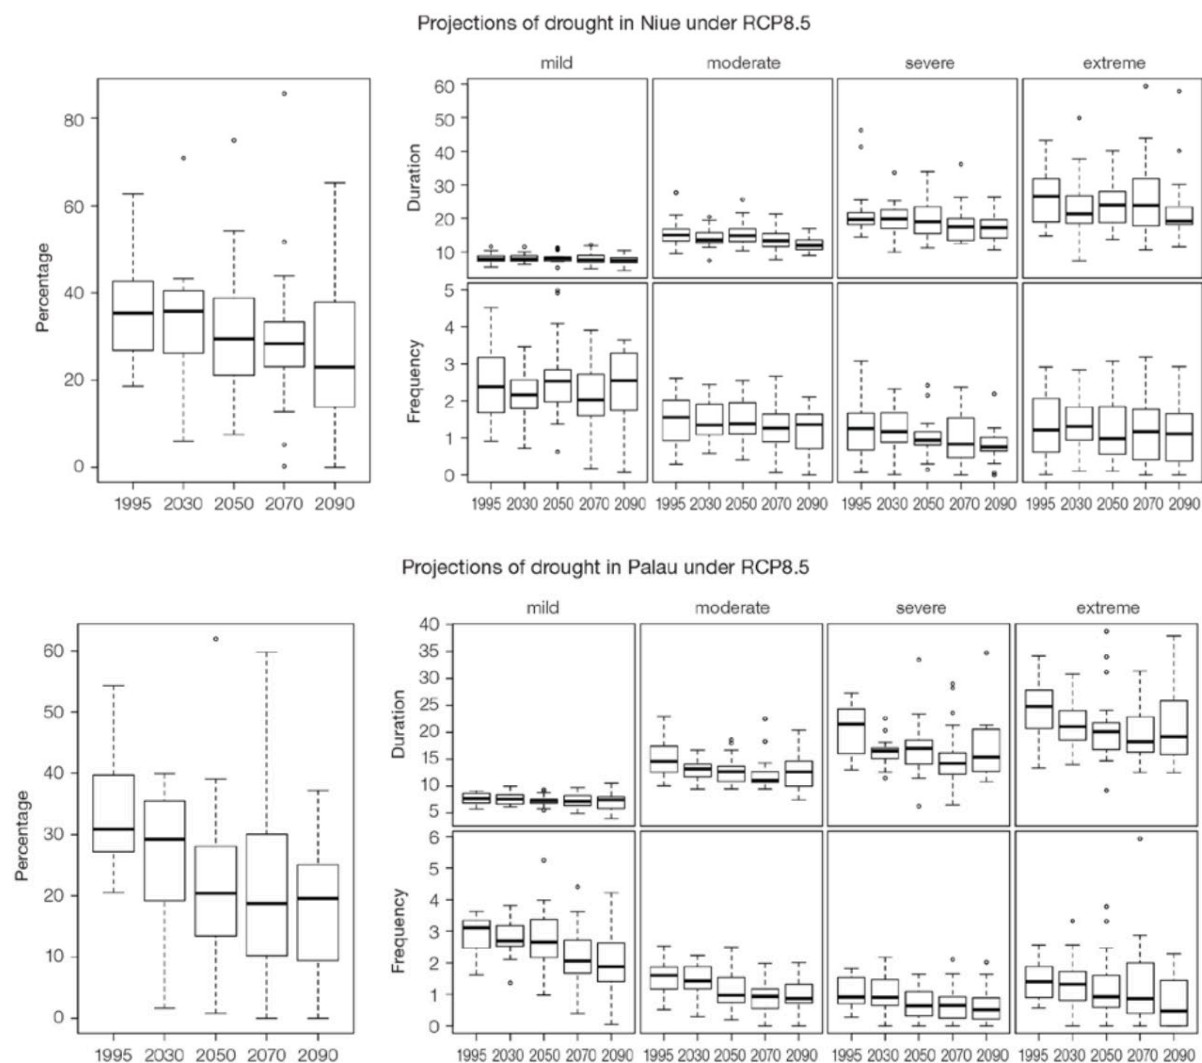 Projections of drought in Niue under RCP8.5
mild moderate severe extreme
Percentage
80
60
40
20
0
1995 2030 2050 2070 2090
Duration
60
50
40
30
20
10
Frequency
5
4
3
2
1
0
1995 2030 2050 2070 2090 1995 2030 2050 2070 2090 1995 2030 2050 2070 2090 1995 2030 2050 2070 2090
Projections of drought in Palau under RCP8.5
mild moderate severe extreme
Percentage
60
50
40
30
20
10
0
1995 2030 2050 2070 2090
Duration
40
35
30
25
20
15
10
5
Frequency
6
5
4
3
2
1
0
1995 2030 2050 2070 2090 1995 2030 2050 2070 2090 1995 2030 2050 2070 2090 1995 2030 2050 2070 2090